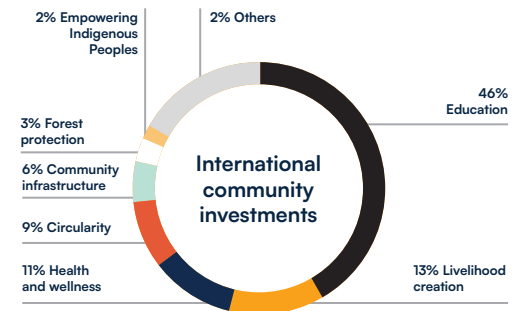 2% Empowering
Indigenous
Peoples
2% Others
46%
Education
3% Forest
protection
6% Community
infrastructure
9% Circularity
11% Health
and wellness
13% Livelihood
creation
International
community
investments